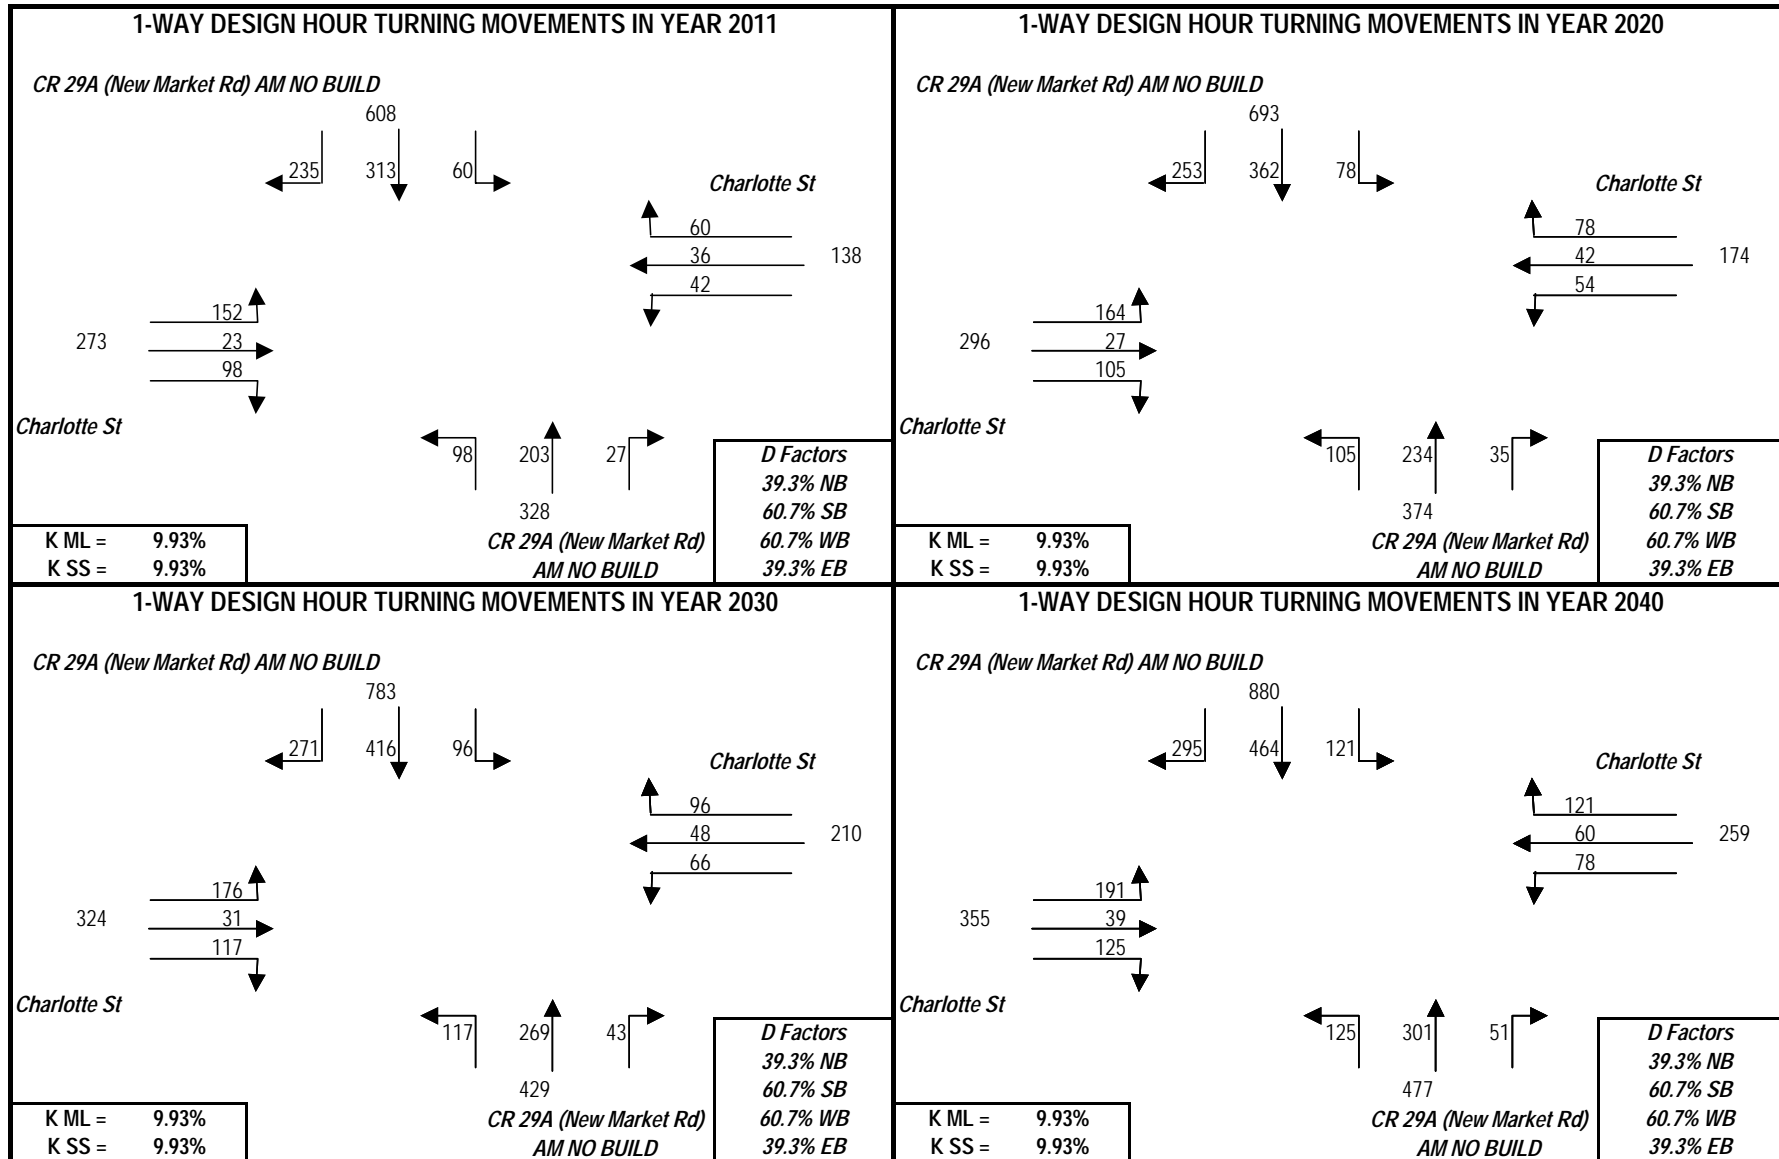 1-WAY DESIGN HOUR TURNING MOVEMENTS IN YEAR 2011
CR 29A (New Market Rd) AM NO BUILD
608
235 313 60
Charlotte St
60
36 138
42
152
273 23
98
Charlotte St
98 203 27
328
CR 29A (New Market Rd)
AM NO BUILD
D Factors
39.3% NB
60.7% SB
60.7% WB
39.3% EB
K ML = 9.93%
K SS = 9.93%
1-WAY DESIGN HOUR TURNING MOVEMENTS IN YEAR 2020
CR 29A (New Market Rd) AM NO BUILD
693
253 362 78
Charlotte St
78
42 174
54
164
296 27
105
Charlotte St
105 234 35
374
CR 29A (New Market Rd)
AM NO BUILD
D Factors
39.3% NB
60.7% SB
60.7% WB
39.3% EB
K ML = 9.93%
K SS = 9.93%
1-WAY DESIGN HOUR TURNING MOVEMENTS IN YEAR 2030
CR 29A (New Market Rd) AM NO BUILD
783
271 416 96
Charlotte St
96
48 210
66
176
324 31
117
Charlotte St
117 269 43
429
CR 29A (New Market Rd)
AM NO BUILD
D Factors
39.3% NB
60.7% SB
60.7% WB
39.3% EB
K ML = 9.93%
K SS = 9.93%
1-WAY DESIGN HOUR TURNING MOVEMENTS IN YEAR 2040
CR 29A (New Market Rd) AM NO BUILD
880
295 464 121
Charlotte St
121
60 259
78
191
355 39
125
Charlotte St
125 301 51
477
CR 29A (New Market Rd)
AM NO BUILD
D Factors
39.3% NB
60.7% SB
60.7% WB
39.3% EB
K ML = 9.93%
K SS = 9.93%